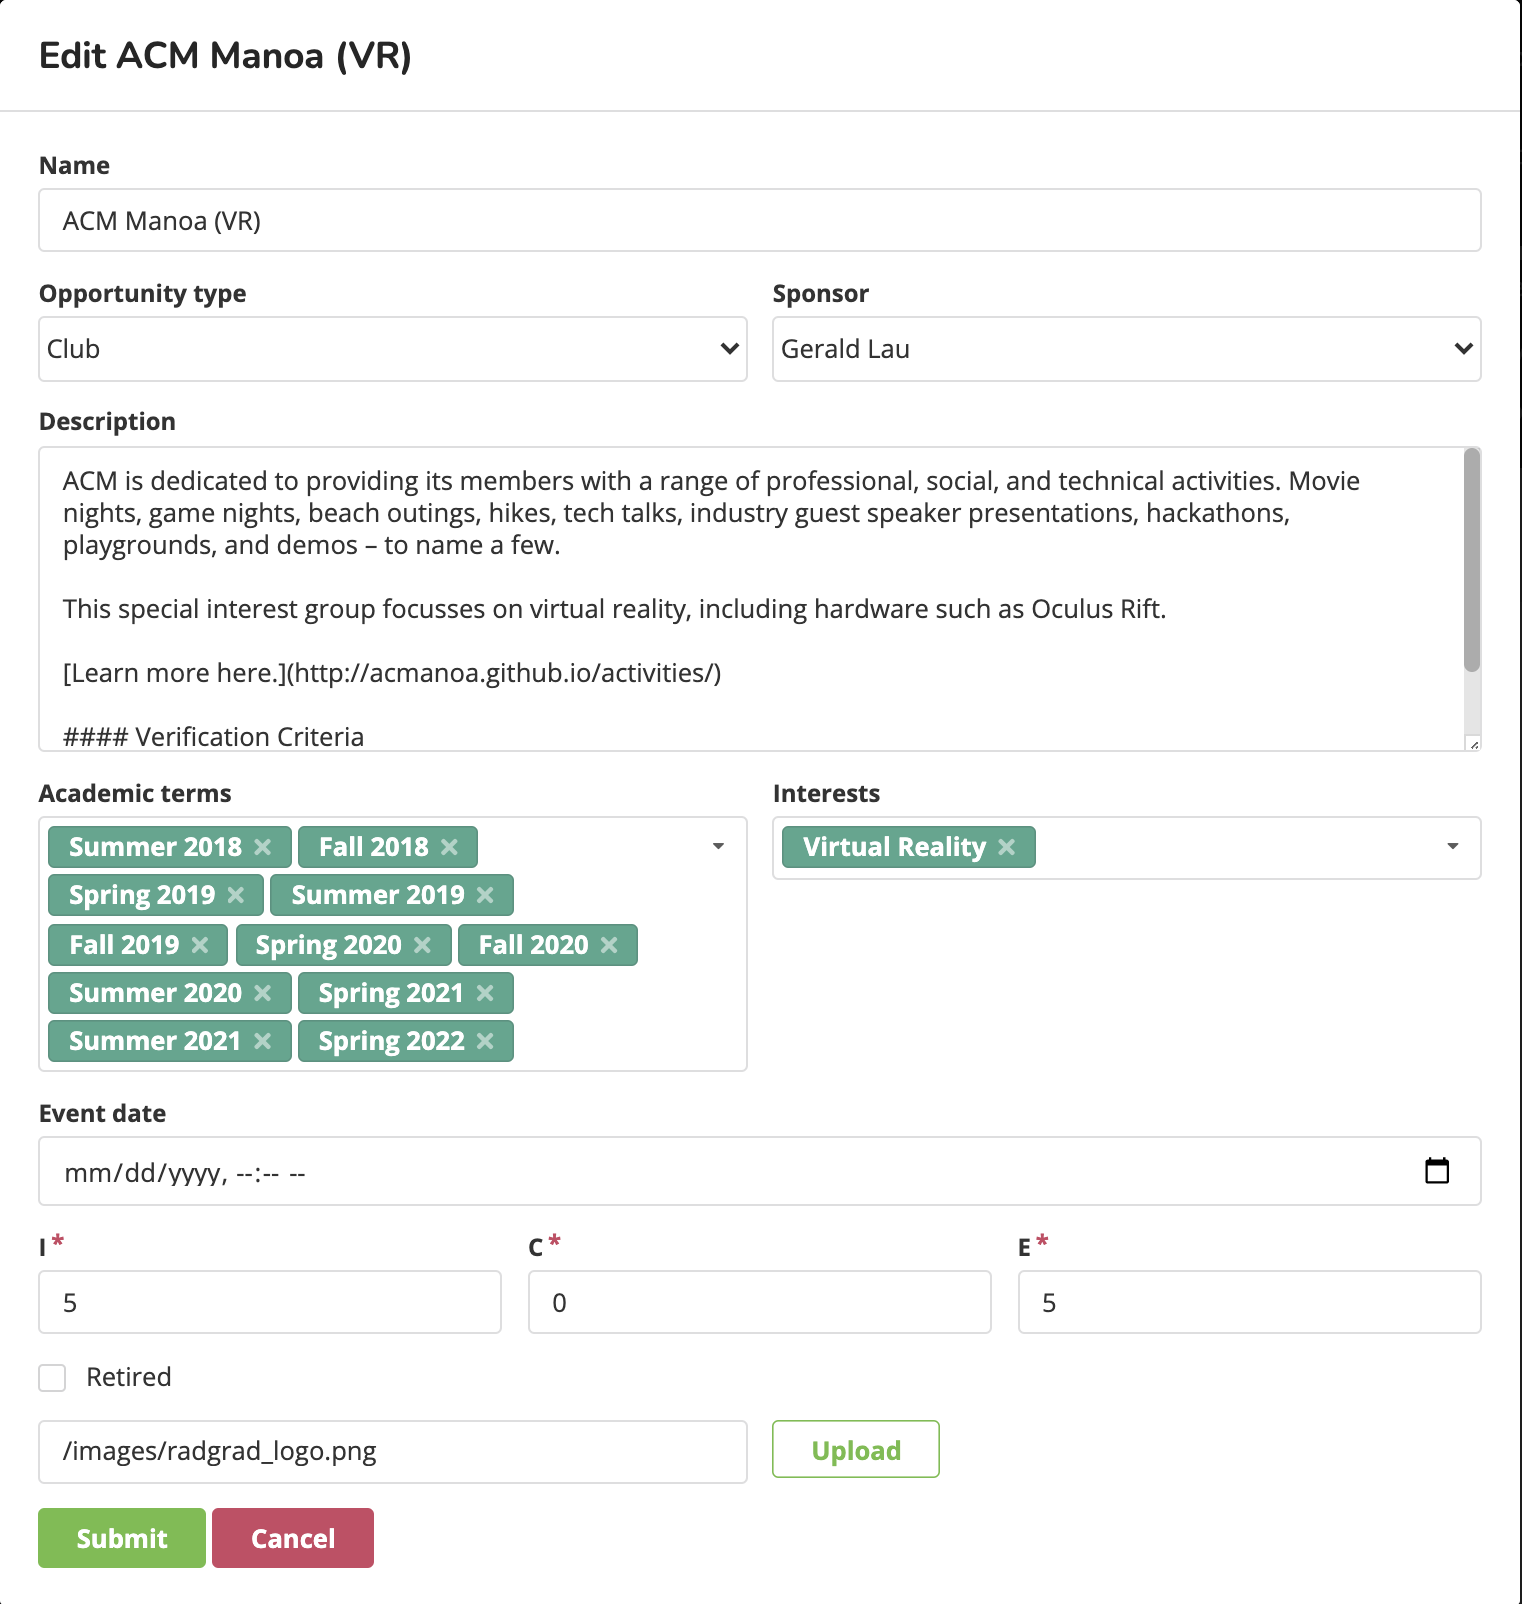 Edit ACM Manoa (VR)
Name
ACM Manoa (VR)
Opportunity type
Sponsor
Club
Gerald Lau
Description
ACM is dedicated to providing its members with a range of professional, social, and technical activities. Movie
nights, game nights, beach outings, hikes, tech talks, industry guest speaker presentations, hackathons,
playgrounds, and demos – to name a few.
This special interest group focusses on virtual reality, including hardware such as Oculus Rift.
[Learn more here.](http://acmanoa.github.io/activities/)
#### Verification Criteria
Academic terms
Summer 2018 Fall 2018
Spring 2019 Summer 2019
Fall 2019 Spring 2020 Fall 2020
Summer 2020 Spring 2021
Summer 2021 Spring 2022
Interests
Virtual Reality
Event date
mm/dd/yyyy, --:-- --
I *
C *
E *
5
0
5
Retired
/images/radgrad_logo.png
Upload
Submit
Cancel